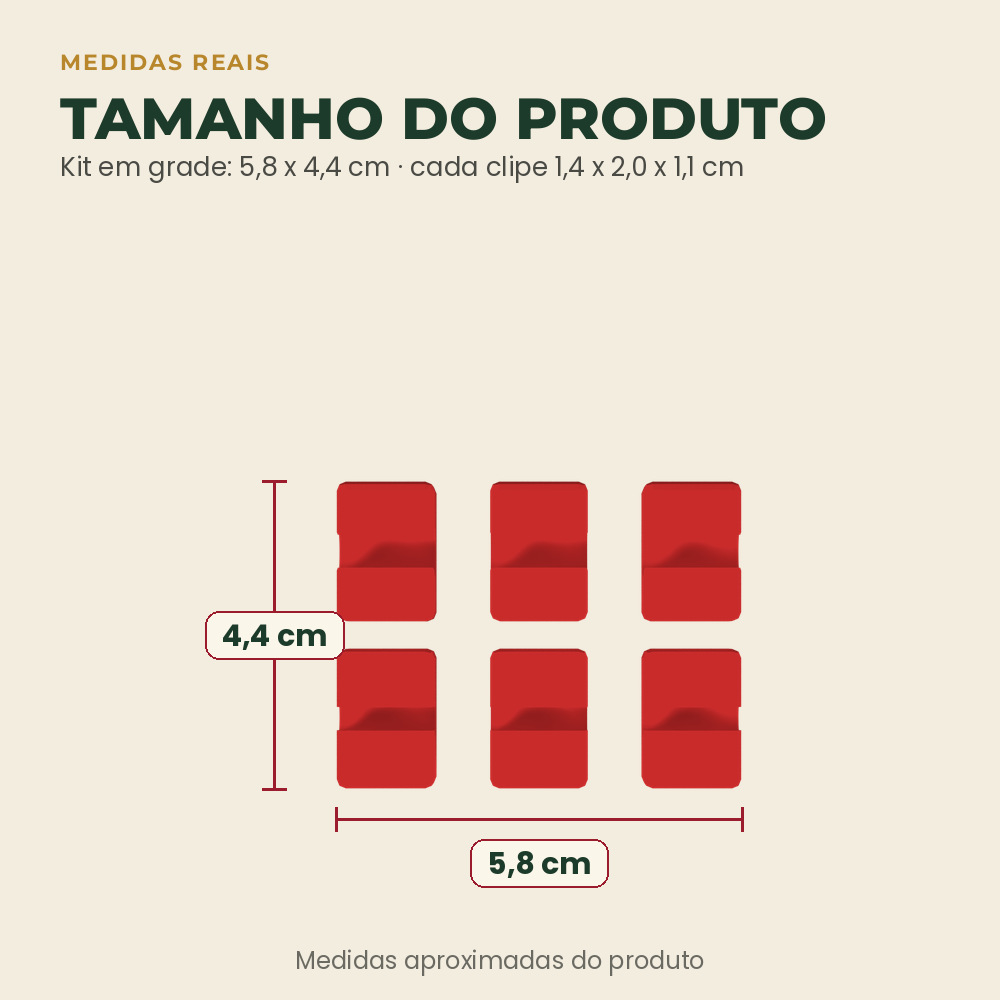 MEDIDAS REAIS
TAMANHO DO PRODUTO
Kit em grade: 5,8 x 4,4 cm · cada clipe 1,4 x 2,0 x 1,1 cm
4,4 cm
5,8 cm
Medidas aproximadas do produto